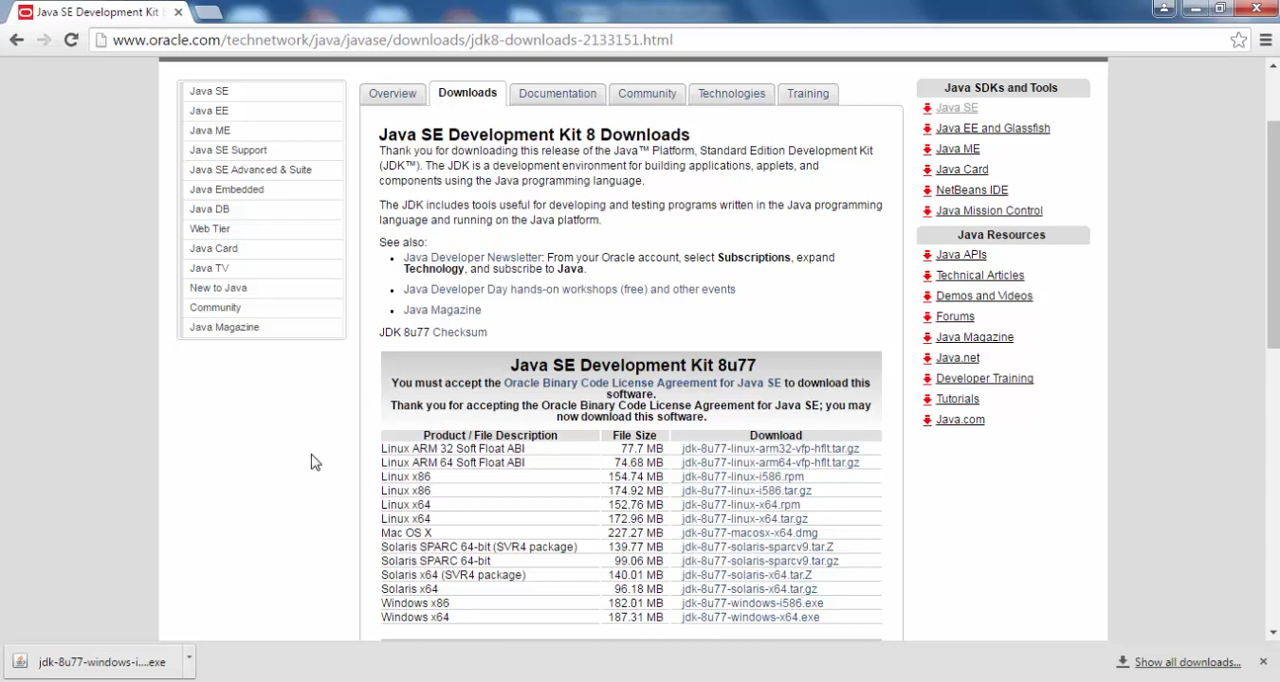 Java SE Development Kit 8
www.oracle.com/technetwork/java/javase/downloads/jdk8-downloads-2133151.html
Java SE
Java EE
Java ME
Java SE Support
Java SE Advanced & Suite
Java Embedded
Java DB
Web Tier
Java Card
Java TV
New to Java
Community
Java Magazine
Overview Downloads Documentation Community Technologies Training
Java SE Development Kit 8 Downloads
Thank you for downloading this release of the Java™ Platform, Standard Edition Development Kit
(JDK™). The JDK is a development environment for building applications, applets, and
components using the Java programming language.
The JDK includes tools useful for developing and testing programs written in the Java programming
language and running on the Java platform.
See also:
• Java Developer Newsletter: From your Oracle account, select Subscriptions, expand
Technology, and subscribe to Java.
• Java Developer Day hands-on workshops (free) and other events
• Java Magazine
JDK 8u77 Checksum
Java SE Development Kit 8u77
You must accept the Oracle Binary Code License Agreement for Java SE to download this
software.
Thank you for accepting the Oracle Binary Code License Agreement for Java SE; you may
now download this software.
Product / File Description File Size Download
Linux ARM 32 Soft Float ABI 77.7 MB jdk-8u77-linux-arm32-vfp-hflt.tar.gz
Linux ARM 64 Soft Float ABI 74.68 MB jdk-8u77-linux-arm64-vfp-hflt.tar.gz
Linux x86 154.74 MB jdk-8u77-linux-i586.rpm
Linux x86 174.92 MB jdk-8u77-linux-i586.tar.gz
Linux x64 152.76 MB jdk-8u77-linux-x64.rpm
Linux x64 172.96 MB jdk-8u77-linux-x64.tar.gz
Mac OS X 227.27 MB jdk-8u77-macosx-x64.dmg
Solaris SPARC 64-bit (SVR4 package) 139.77 MB jdk-8u77-solaris-sparcv9.tar.Z
Solaris SPARC 64-bit 99.06 MB jdk-8u77-solaris-sparcv9.tar.gz
Solaris x64 (SVR4 package) 140.01 MB jdk-8u77-solaris-x64.tar.Z
Solaris x64 96.18 MB jdk-8u77-solaris-x64.tar.gz
Windows x86 182.01 MB jdk-8u77-windows-i586.exe
Windows x64 187.31 MB jdk-8u77-windows-x64.exe
Java SDKs and Tools
Java SE
Java EE and Glassfish
Java ME
Java Card
NetBeans IDE
Java Mission Control
Java Resources
Java APIs
Technical Articles
Demos and Videos
Forums
Java Magazine
Java.net
Developer Training
Tutorials
Java.com
jdk-8u77-windows-i....exe
Show all downloads...